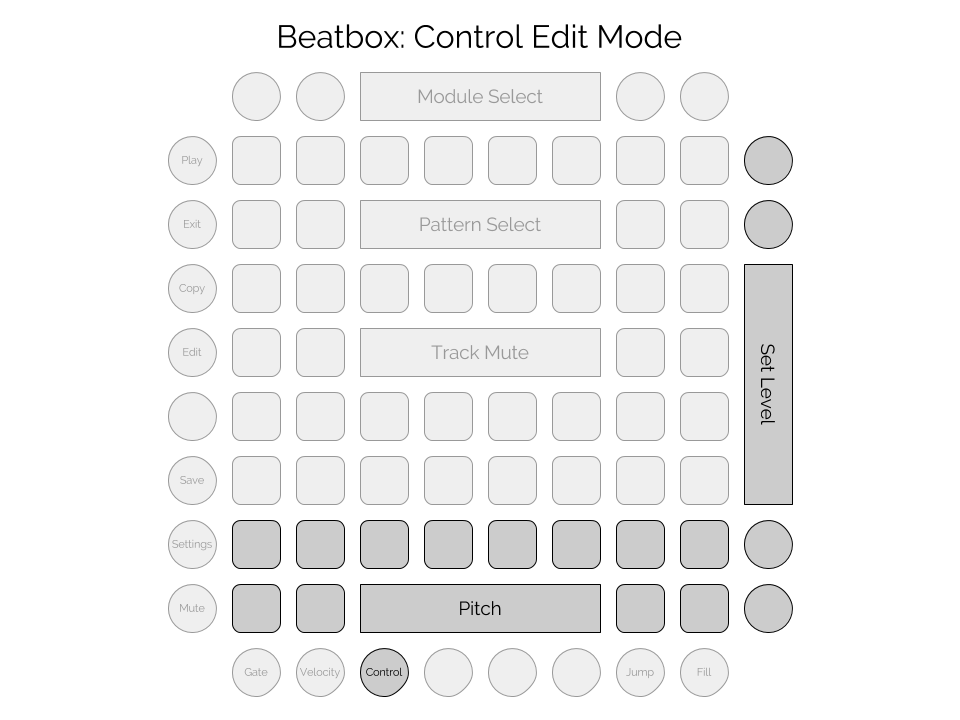 Beatbox: Control Edit Mode
Module Select
Play
Exit
Pattern Select
Copy
Edit
Track Mute
Set Level
Save
Settings
Mute
Pitch
Gate
Velocity
Control
Jump
Fill